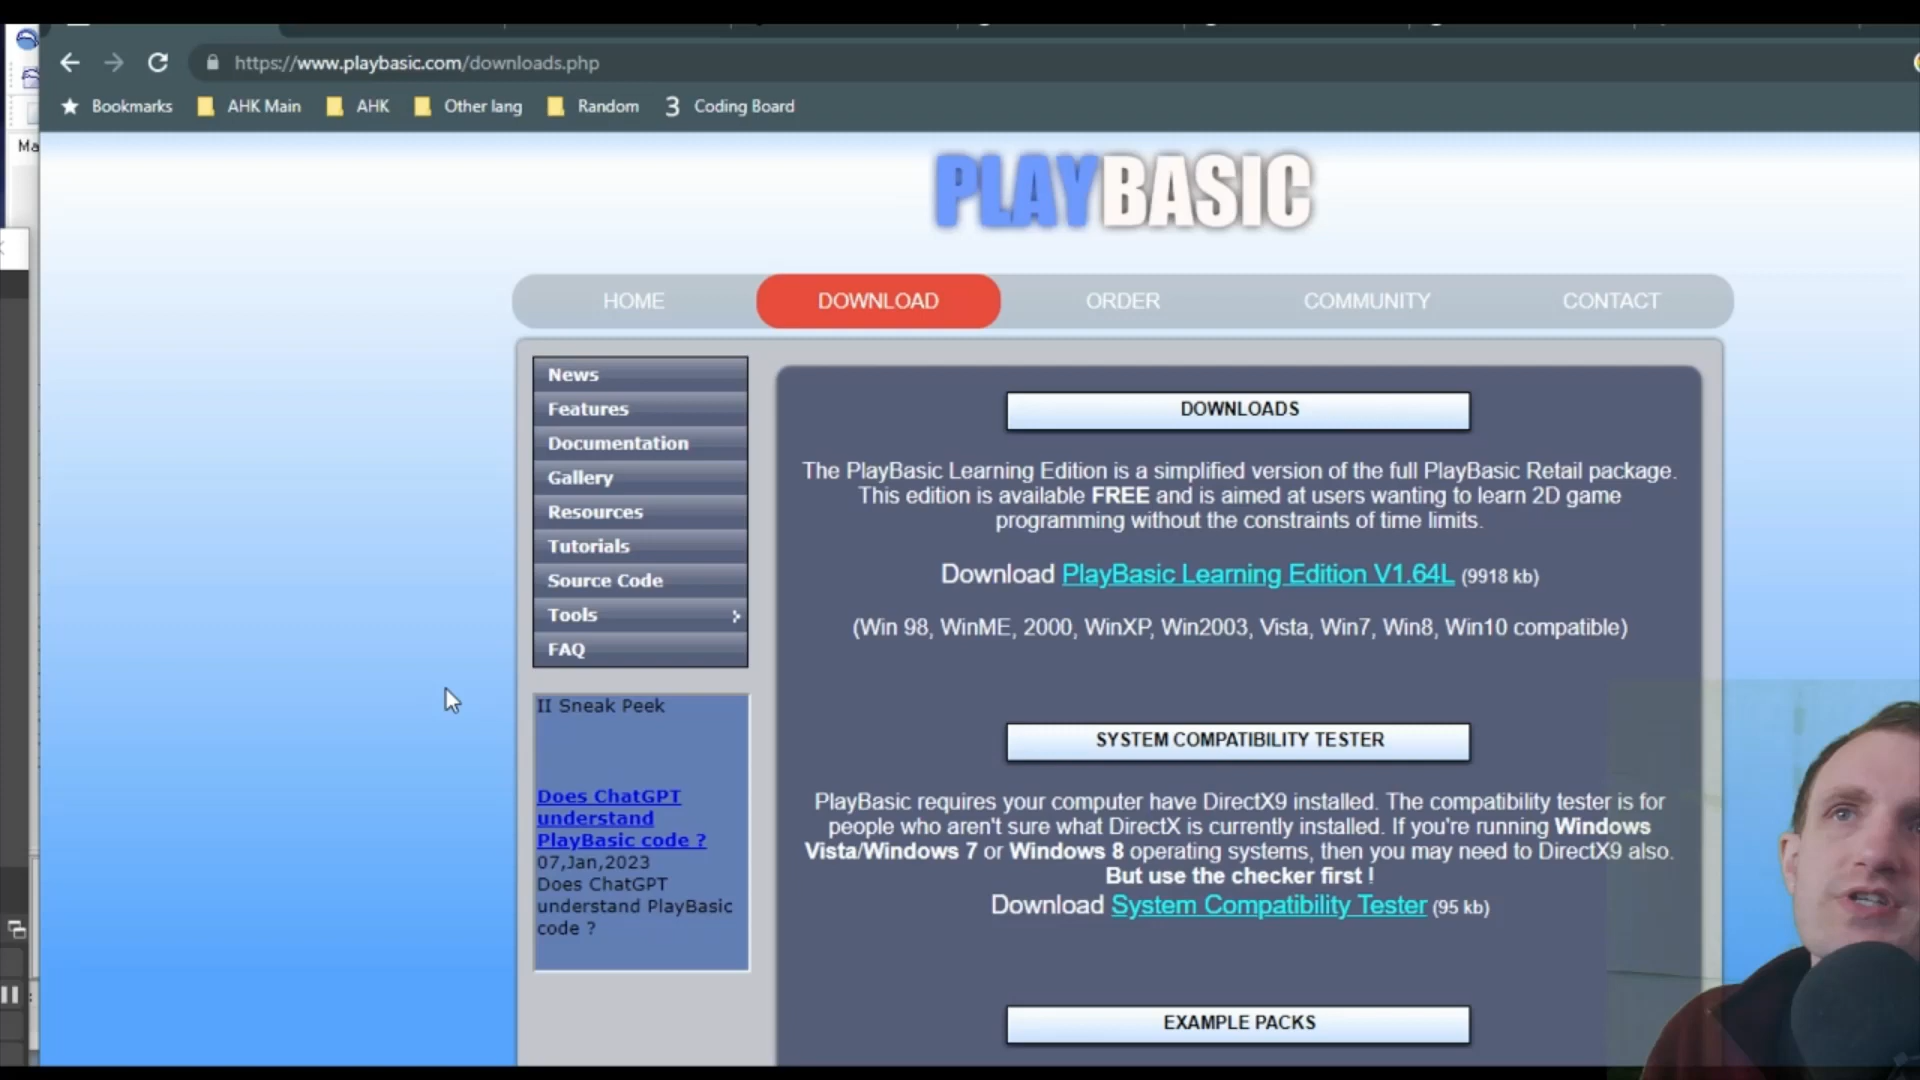 https://www.playbasic.com/downloads.php
Bookmarks AHK Main AHK Other lang Random 3 Coding Board
Ma
PLAYBASIC
HOME DOWNLOAD ORDER COMMUNITY CONTACT
News
Features
Documentation
Gallery
Resources
Tutorials
Source Code
Tools
FAQ
II Sneak Peek
Does ChatGPT
understand
PlayBasic code ?
07,Jan,2023
Does ChatGPT
understand PlayBasic
code ?
DOWNLOADS
The PlayBasic Learning Edition is a simplified version of the full PlayBasic Retail package.
This edition is available FREE and is aimed at users wanting to learn 2D game
programming without the constraints of time limits.
Download PlayBasic Learning Edition V1.64L (9918 kb)
(Win 98, WinME, 2000, WinXP, Win2003, Vista, Win7, Win8, Win10 compatible)
SYSTEM COMPATIBILITY TESTER
PlayBasic requires your computer have DirectX9 installed. The compatibility tester is for
people who aren't sure what DirectX is currently installed. If you're running Windows
Vista/Windows 7 or Windows 8 operating systems, then you may need to DirectX9 also.
But use the checker first !
Download System Compatibility Tester (95 kb)
EXAMPLE PACKS